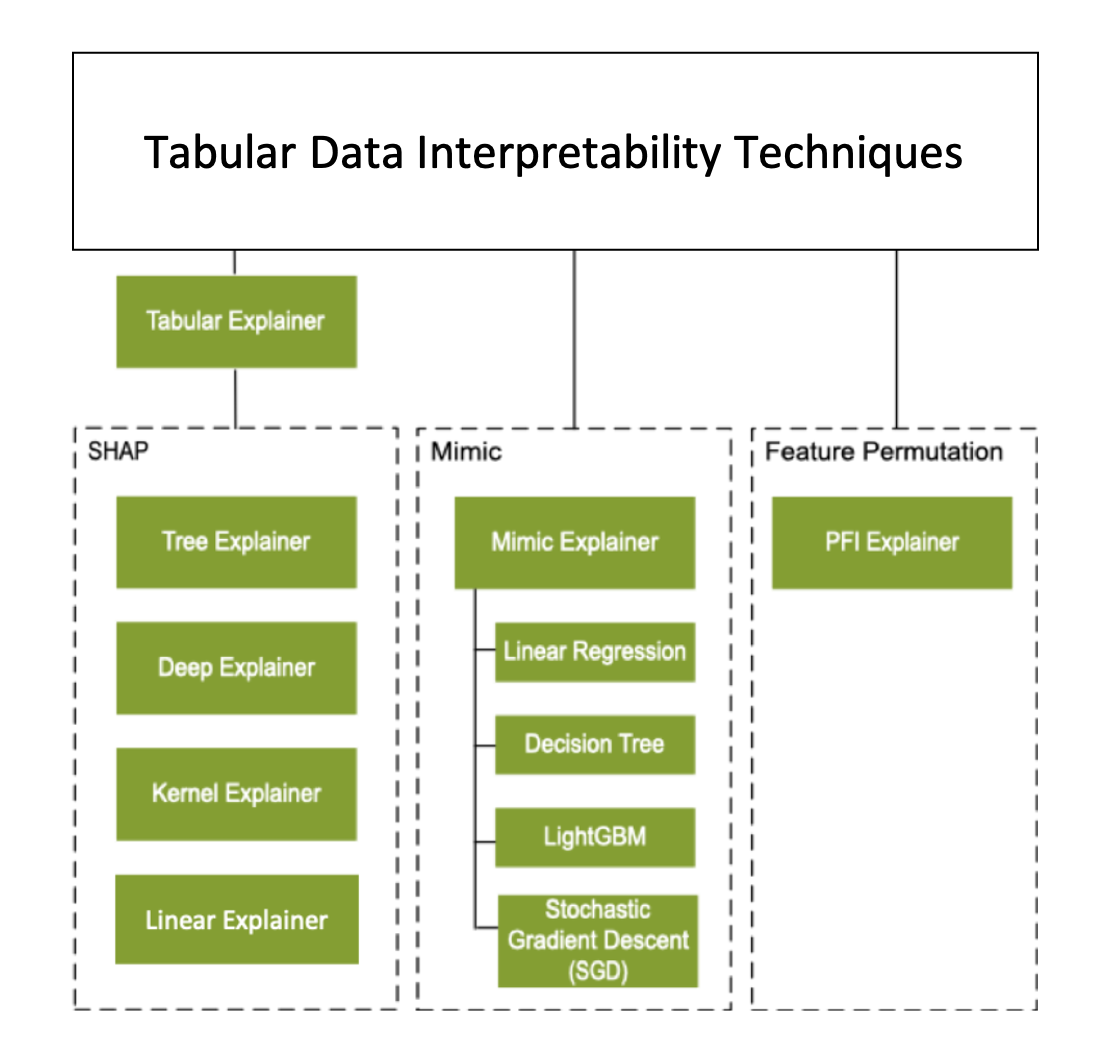 Tabular Data Interpretability Techniques
Tabular Explainer
SHAP
Tree Explainer
Deep Explainer
Kernel Explainer
Linear Explainer
Mimic
Mimic Explainer
Linear Regression
Decision Tree
LightGBM
Stochastic
Gradient Descent
(SGD)
Feature Permutation
PFI Explainer